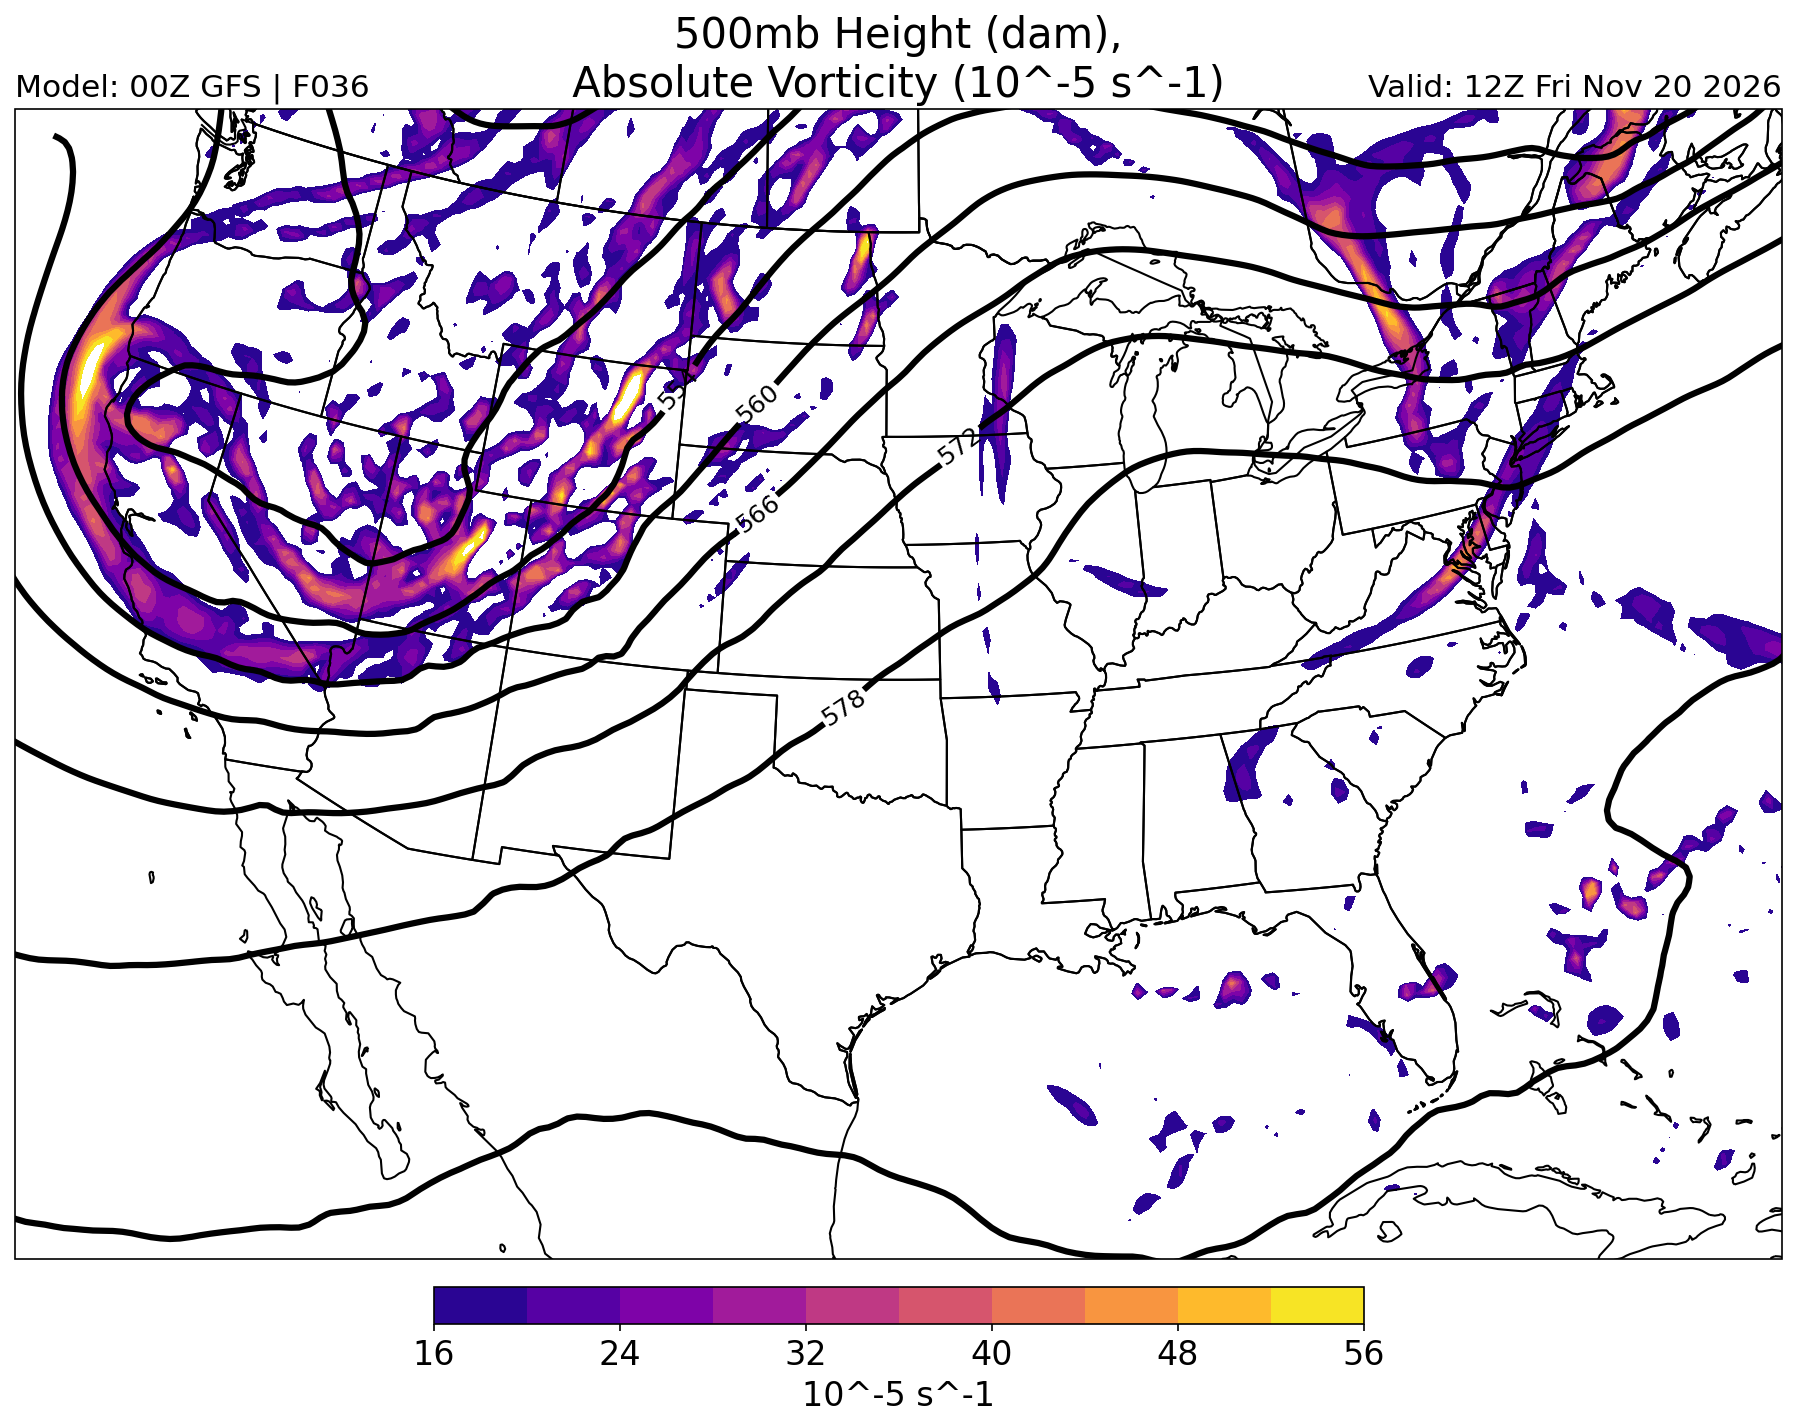 500mb Height (dam),
Absolute Vorticity (10^-5 s^-1)
Model: 00Z GFS | F036
Valid: 12Z Fri Nov 20 2026
560
566
572
578
16 24 32 40 48 56
10^-5 s^-1